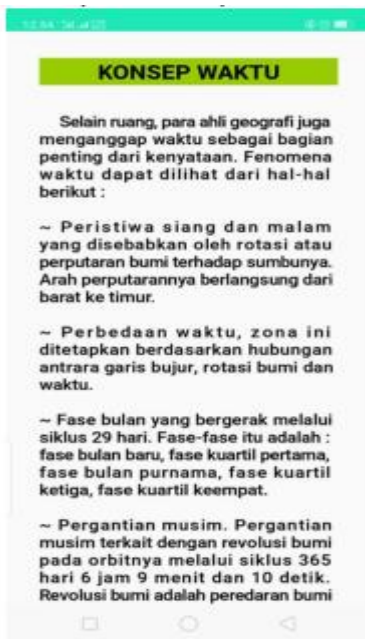 KONSEP WAKTU
Selain ruang, para ahli geografi juga
menganggap waktu sebagai bagian
penting dari kenyataan. Fenomena
waktu dapat dilihat dari hal-hal
berikut :
~ Peristiwa siang dan malam
yang disebabkan oleh rotasi atau
perputaran bumi terhadap sumbunya.
Arah perputarannya berlangsung dari
barat ke timur.
~ Perbedaan waktu, zona ini
ditetapkan berdasarkan hubungan
antrara garis bujur, rotasi bumi dan
waktu.
~ Fase bulan yang bergerak melalui
siklus 29 hari. Fase-fase itu adalah :
fase bulan baru, fase kuartil pertama,
fase bulan purnama, fase kuartil
ketiga, fase kuartil keempat.
~ Pergantian musim. Pergantian
musim terkait dengan revolusi bumi
pada orbitnya melalui siklus 365
hari 6 jam 9 menit dan 10 detik.
Revolusi bumi adalah peredaran bumi